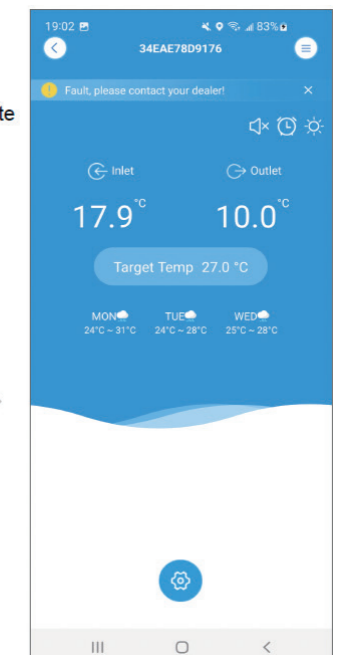 19:02 83%
34EAE78D9176
Fault, please contact your dealer! ×
te
Inlet Outlet
17.9°C 10.0°C
Target Temp 27.0 °C
MON TUE WED
24°C ~ 31°C 24°C ~ 28°C 25°C ~ 28°C